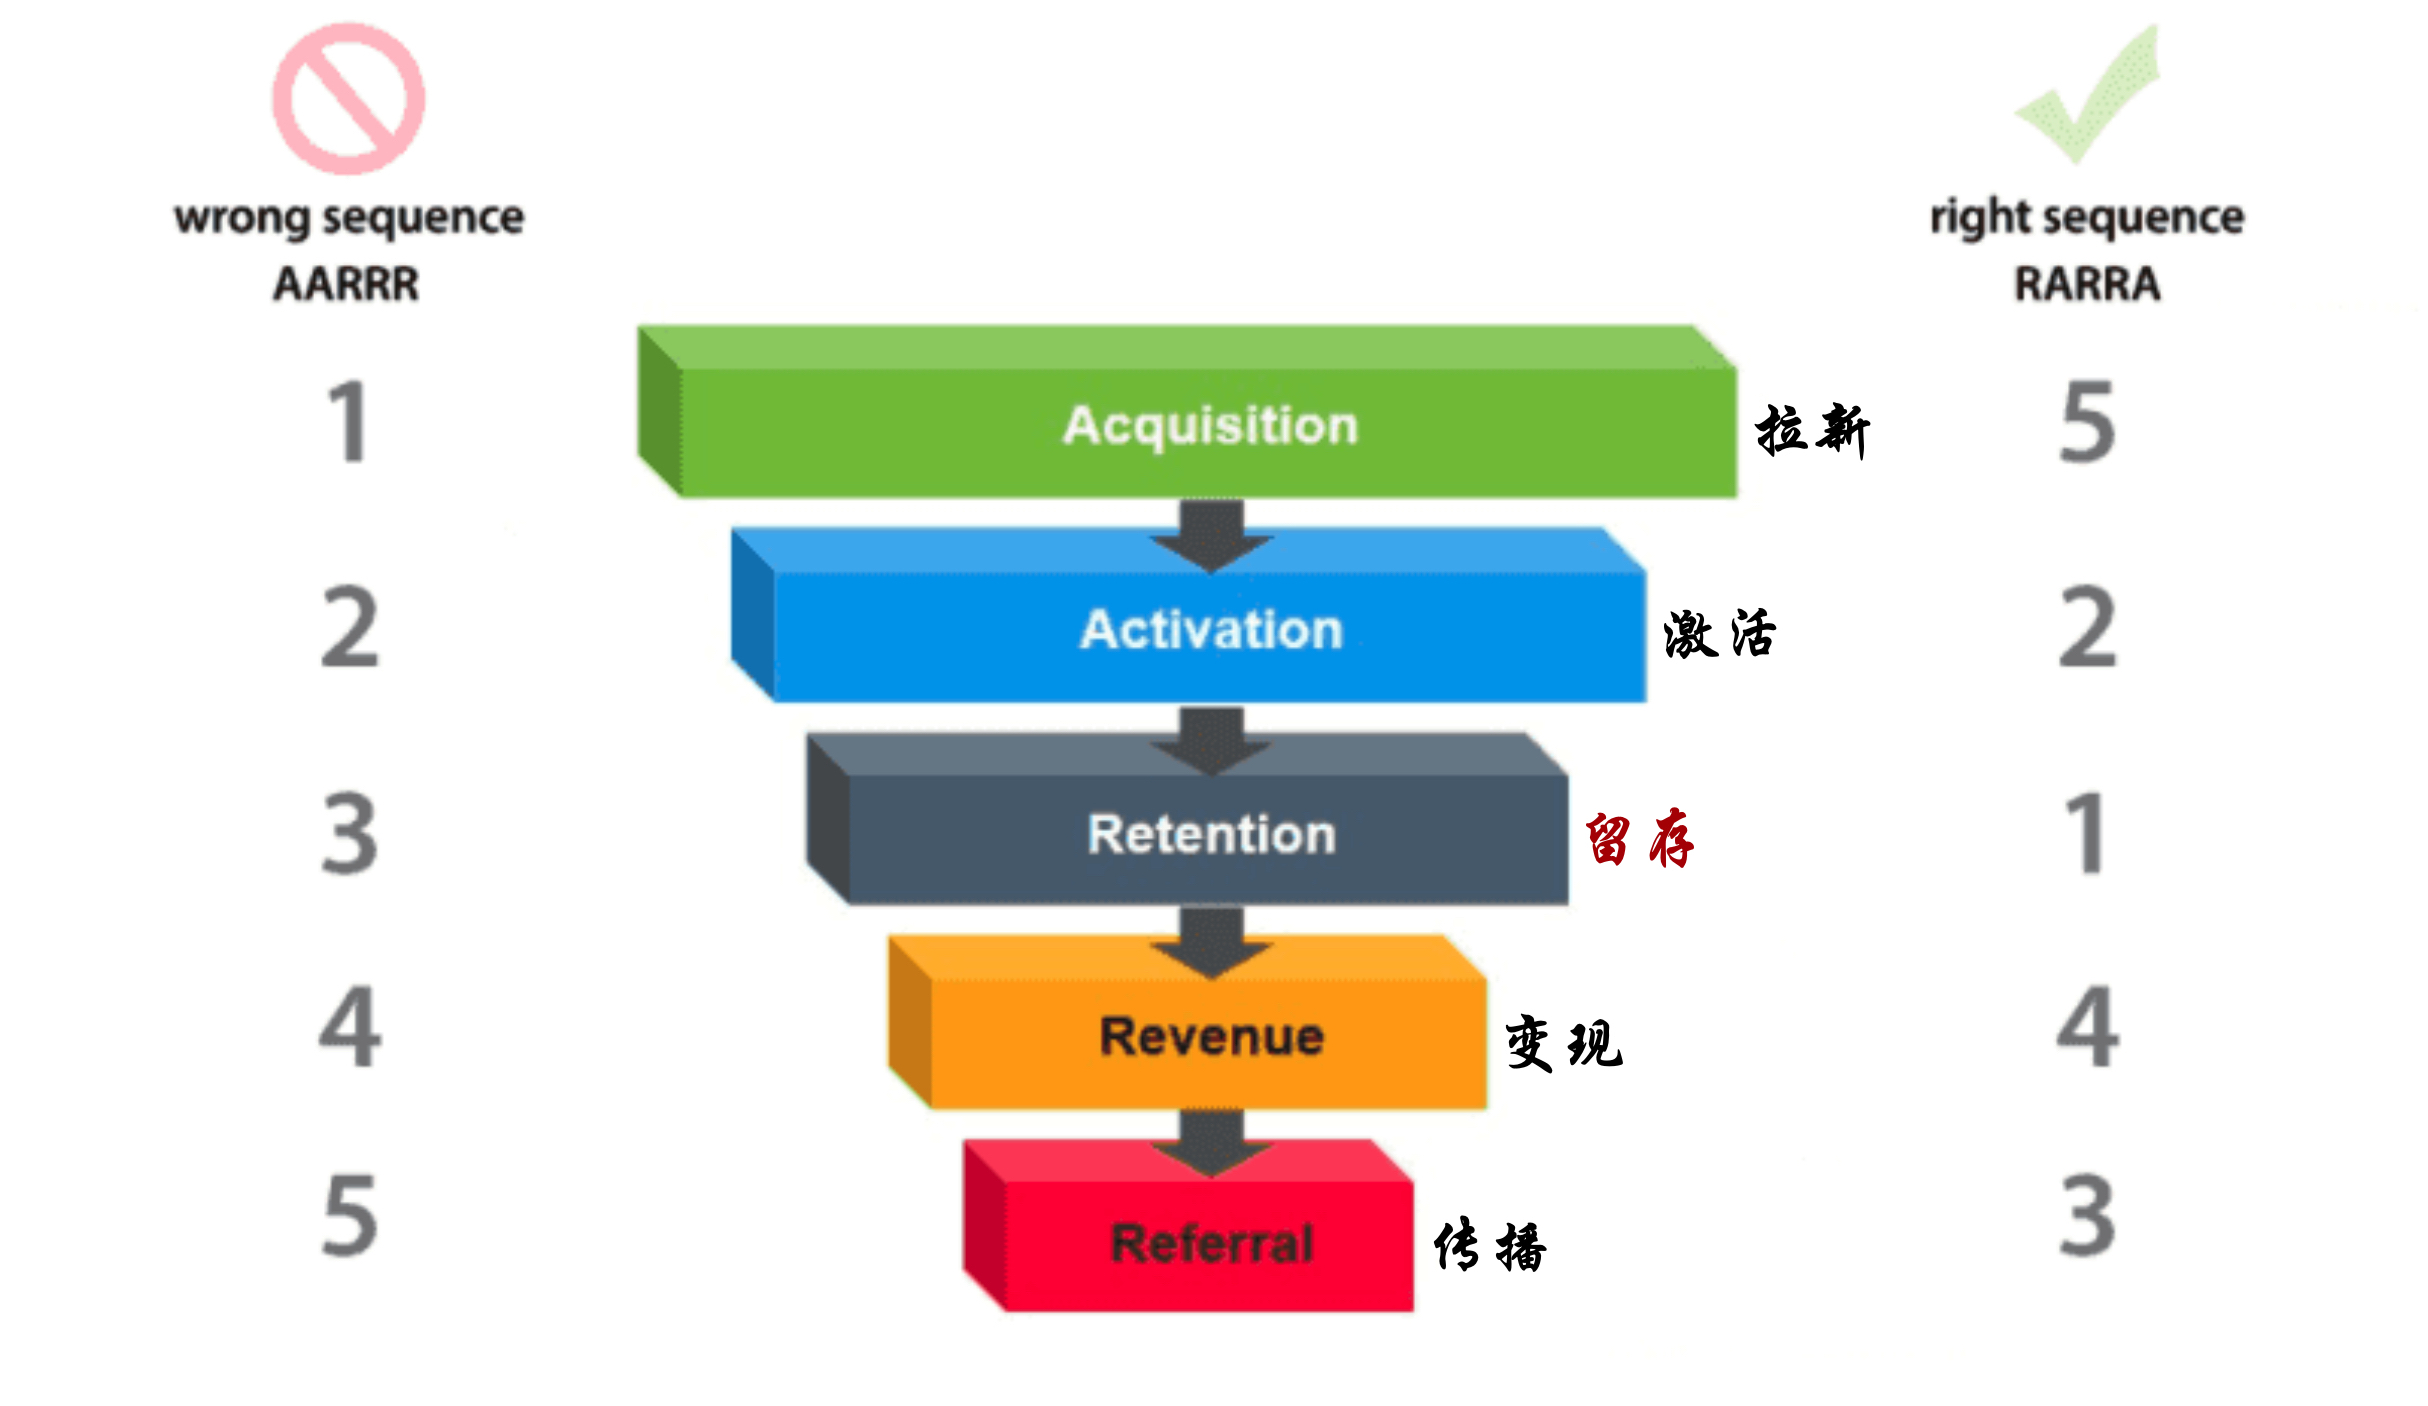 wrong sequence
AARRR
right sequence
RARRA
1
Acquisition
拉新
5
2
Activation
激活
2
3
Retention
留存
1
4
Revenue
变现
4
5
Referral
传播
3